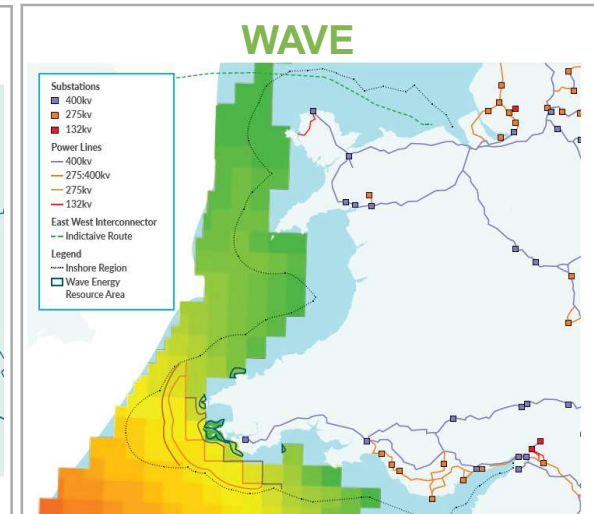 WAVE
Substations
400kv
275kv
132kv
Power Lines
400kv
275:400kv
275kv
132kv
East West Interconnector
Indictaive Route
Legend
Inshore Region
Wave Energy
Resource Area